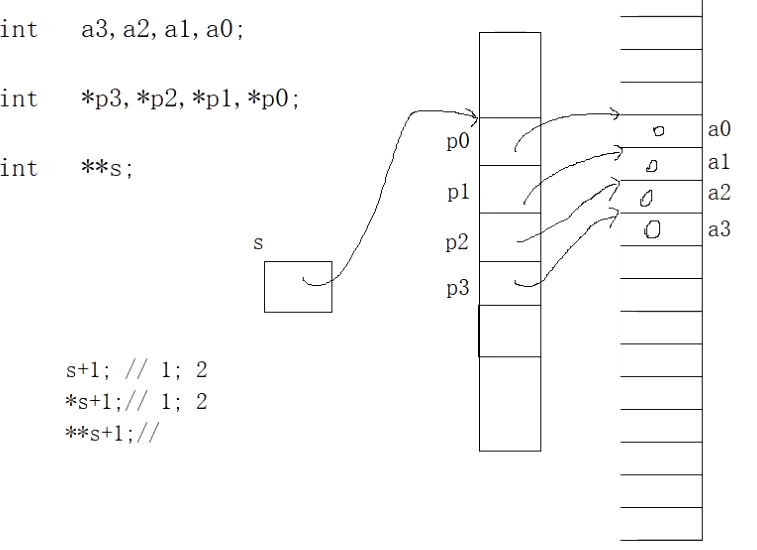 int a3,a2,a1,a0;
int *p3,*p2,*p1,*p0;
int **s;
s
p0
p1
p2
p3
0 a0
0 a1
0 a2
0 a3
s+1; // 1; 2
*s+1;// 1; 2
**s+1;//